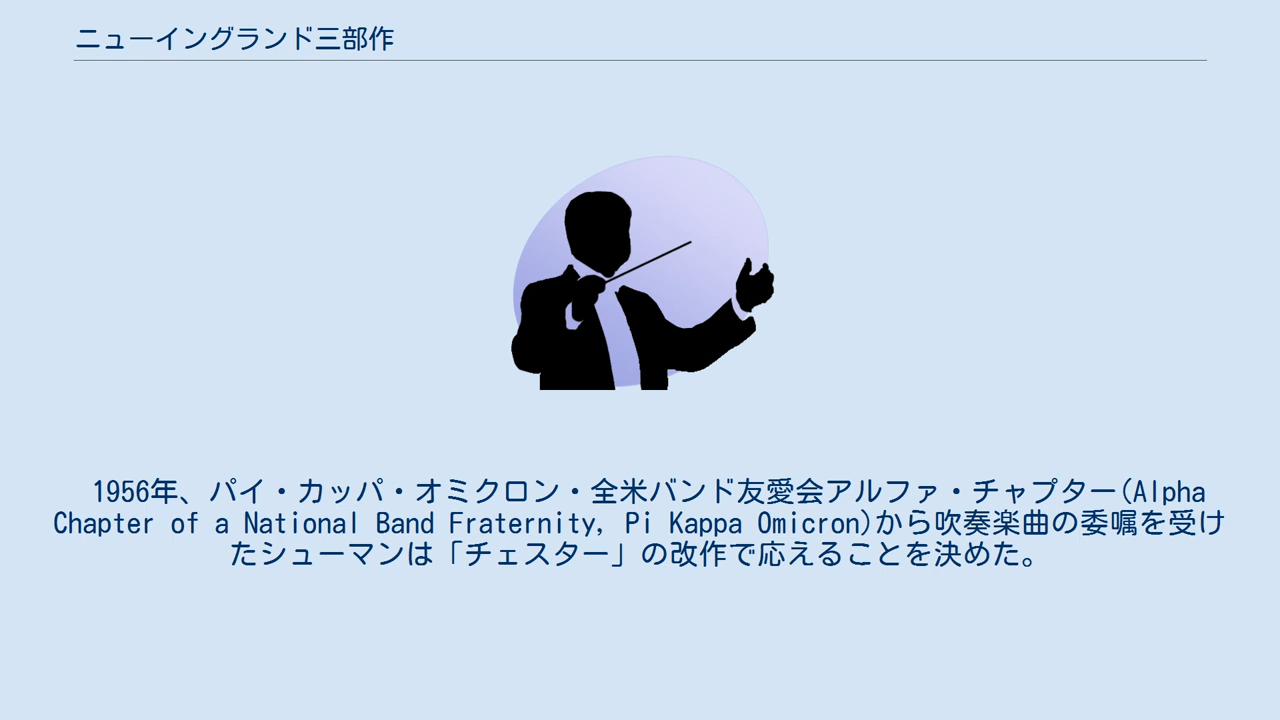 ニューイングランド三部作
1956年、パイ・カッパ・オミクロン・全米バンド友愛会アルファ・チャプター(Alpha
Chapter of a National Band Fraternity, Pi Kappa Omicron)から吹奏楽曲の委嘱を受け
たシューマンは「チェスター」の改作で応えることを決めた。